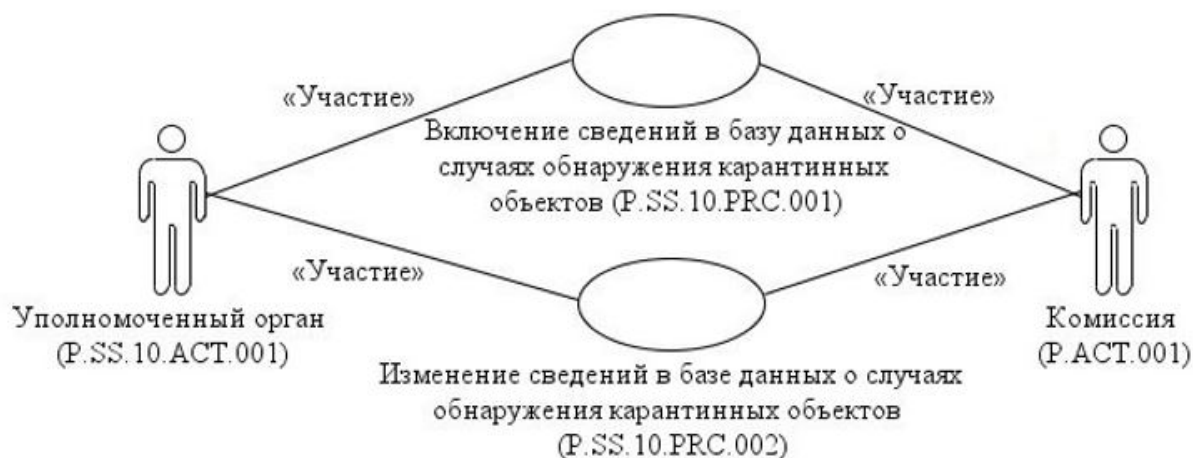 «Участие»
«Участие»
Включение сведений в базу данных о
случаях обнаружения карантинных
объектов (P.SS.10.PRC.001)
«Участие»
«Участие»
Уполномоченный орган
(P.SS.10.ACT.001)
Комиссия
(P.ACT.001)
Изменение сведений в базе данных о случаях
обнаружения карантинных объектов
(P.SS.10.PRC.002)